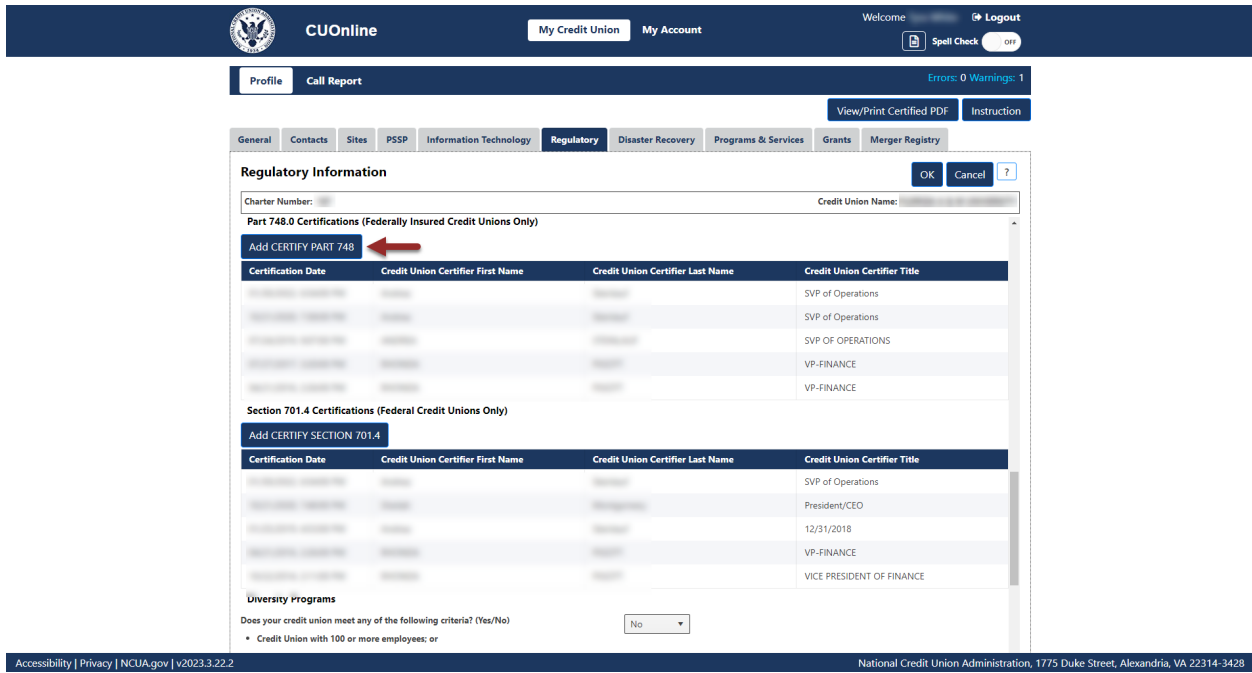 CUOnline
My Credit Union My Account
Welcome
Logout
Spell Check OFF
Profile Call Report
Errors: 0 Warnings: 1
View/Print Certified PDF Instruction
General Contacts Sites PSSP Information Technology Regulatory Disaster Recovery Programs & Services Grants Merger Registry
Regulatory Information
OK Cancel ?
Charter Number: Credit Union Name:
Part 748.0 Certifications (Federally Insured Credit Unions Only)
Add CERTIFY PART 748
Certification Date Credit Union Certifier First Name Credit Union Certifier Last Name Credit Union Certifier Title
SVP of Operations
SVP of Operations
SVP OF OPERATIONS
VP-FINANCE
VP-FINANCE
Section 701.4 Certifications (Federal Credit Unions Only)
Add CERTIFY SECTION 701.4
Certification Date Credit Union Certifier First Name Credit Union Certifier Last Name Credit Union Certifier Title
SVP of Operations
President/CEO
12/31/2018
VP-FINANCE
VICE PRESIDENT OF FINANCE
Diversity Programs
Does your credit union meet any of the following criteria? (Yes/No) No
• Credit Union with 100 or more employees; or
Accessibility | Privacy | NCUA.gov | v2023.3.22.2 National Credit Union Administration, 1775 Duke Street, Alexandria, VA 22314-3428